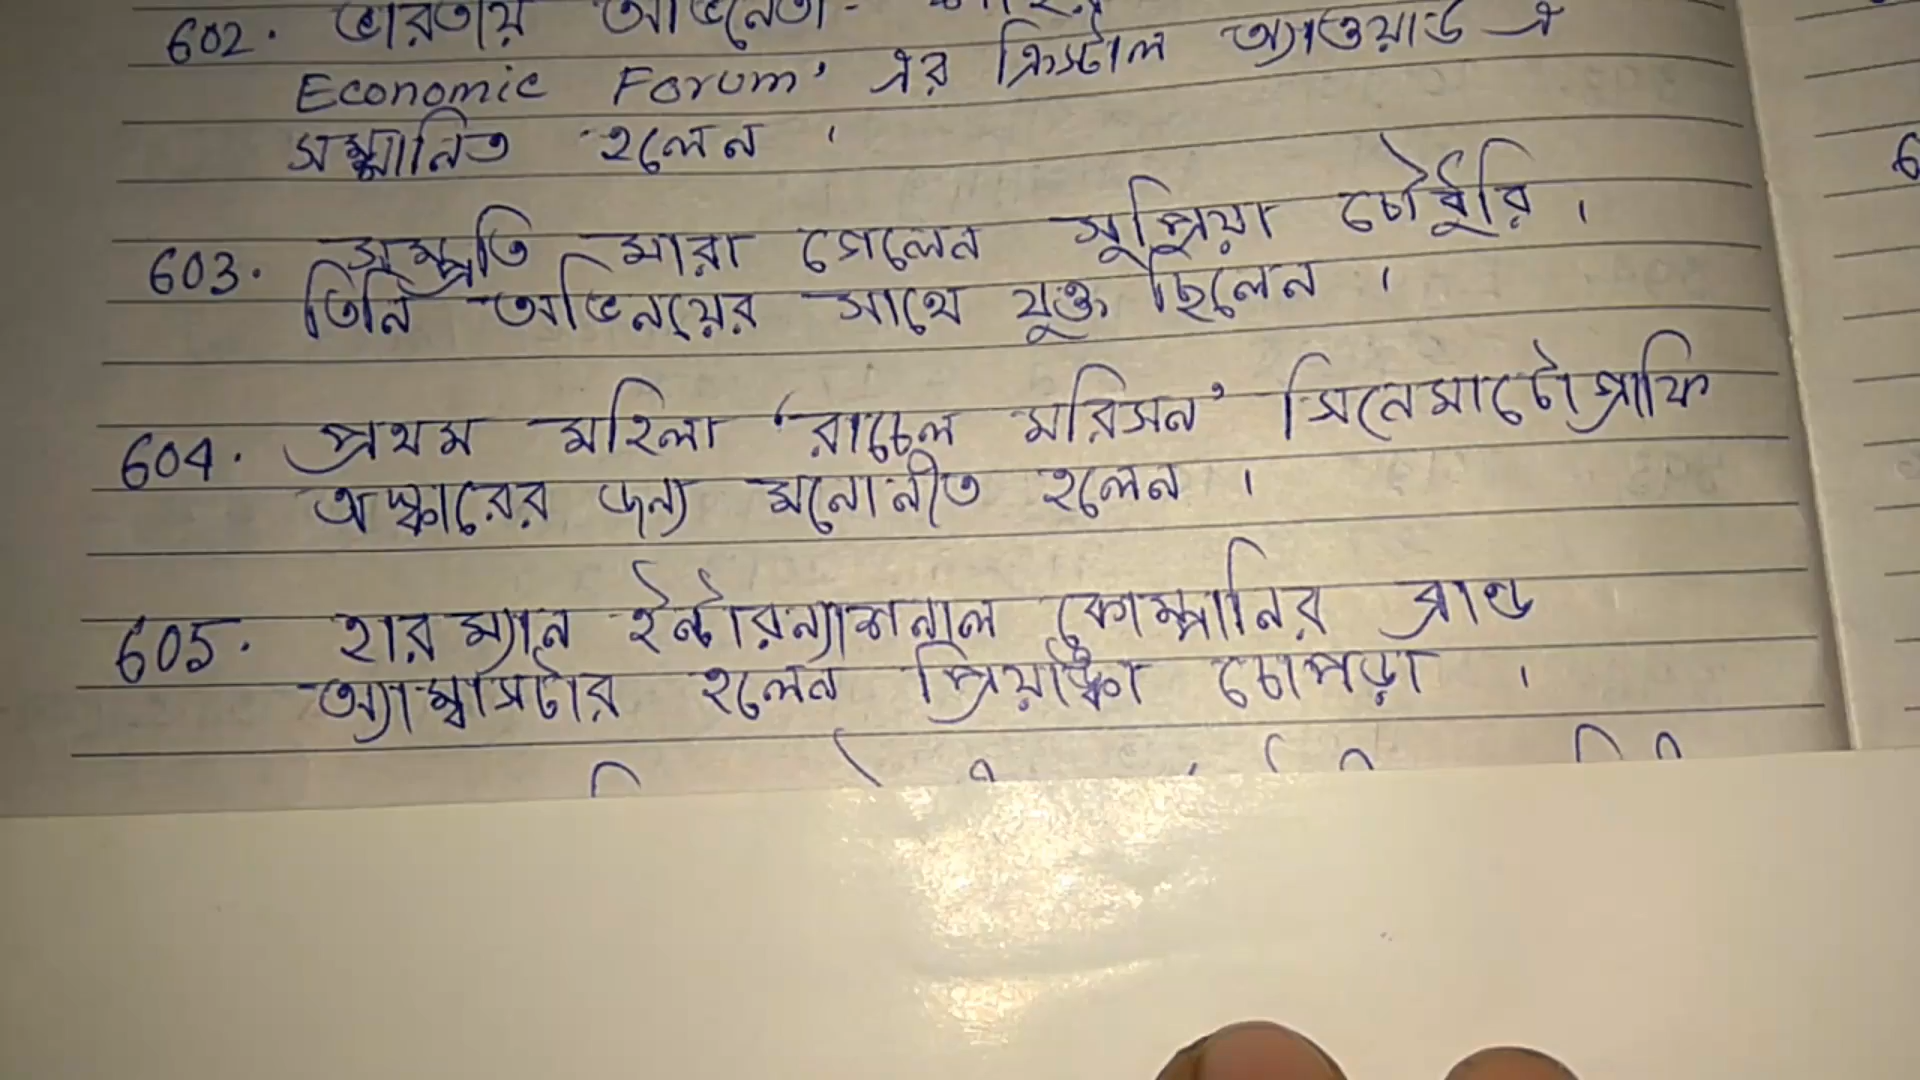 602. ভারতীয় অভিনেতা
Economic Forum' এর ক্রিস্টাল অ্যাওয়ার্ড এ
সম্মানিত হলেন ।
603. সম্প্রতি মারা গেলেন সুপ্রিয়া চৌধুরি ।
তিনি অভিনয়ের সাথে যুক্ত ছিলেন ।
604. প্রথম মহিলা 'রাচেল মরিসন' সিনেমাটোগ্রাফি
অস্কারের জন্য মনোনীত হলেন ।
605. হারম্যান ইন্টারন্যাশনাল কোম্পানির ব্রাণ্ড
অ্যাম্বাসটার হলেন প্রিয়াঙ্কা চোপড়া ।